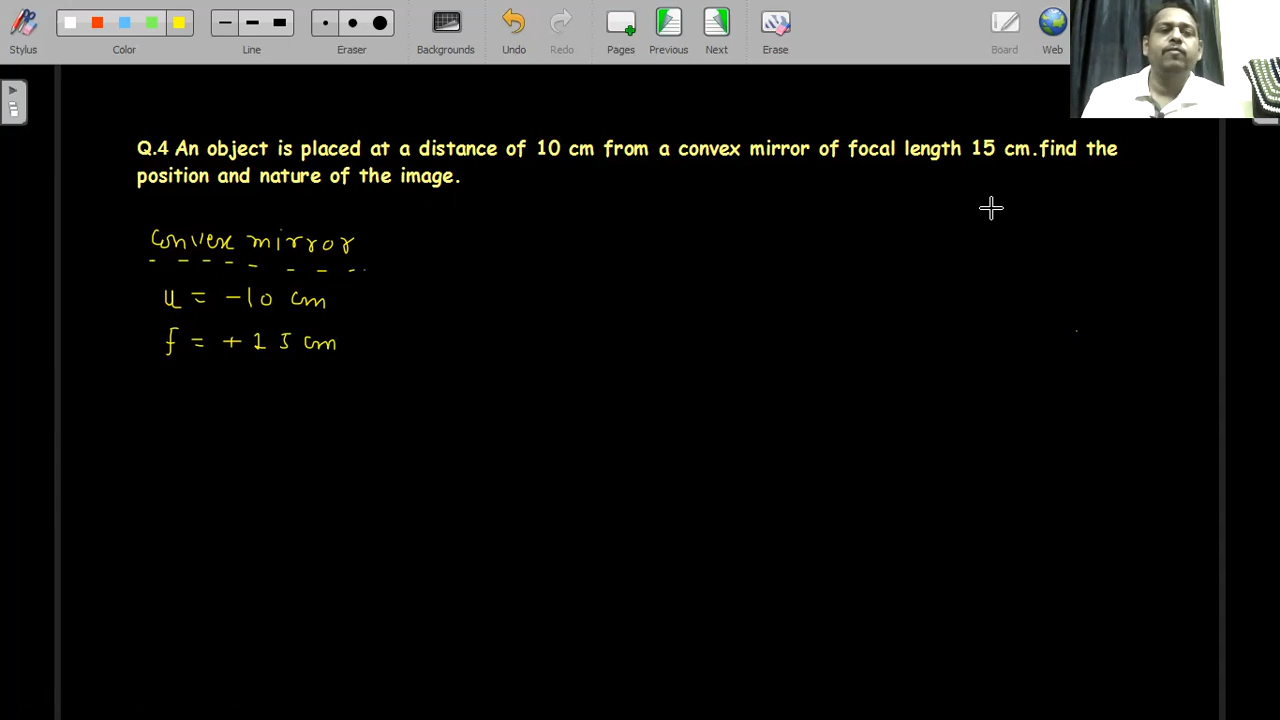 Stylus
Color
Line
Eraser
Backgrounds
Undo
Redo
Pages
Previous
Next
Erase
Board
Web
Q.4 An object is placed at a distance of 10 cm from a convex mirror of focal length 15 cm.find the
position and nature of the image.
Convex mirror
u = -10 cm
f = + 15 cm